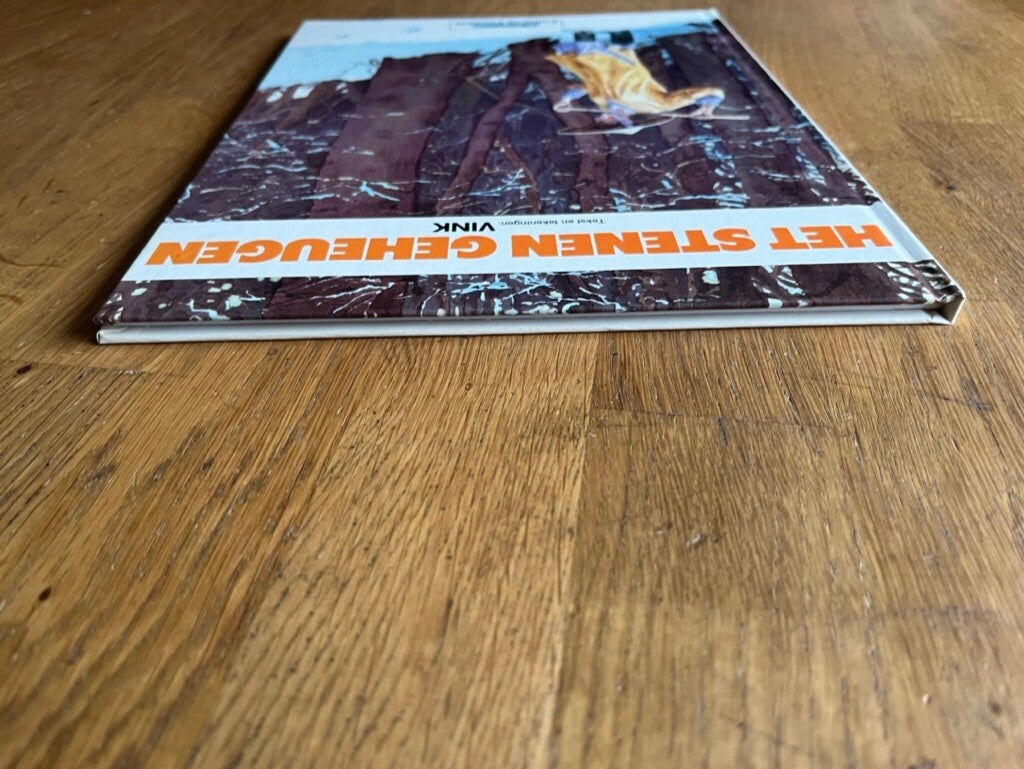 HET STENEN GEHEUGEN
Tekst en tekeningen: VINK